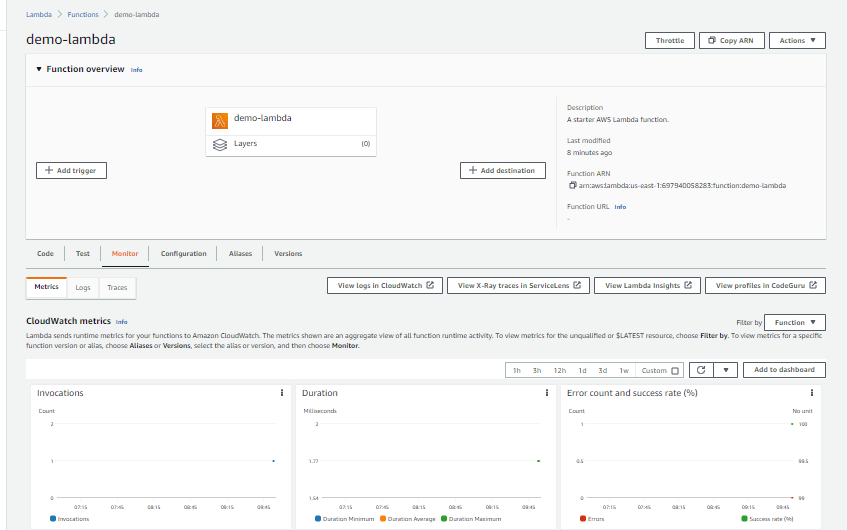 Lambda > Functions > demo-lambda
demo-lambda
Throttle Copy ARN Actions
Function overview Info
demo-lambda
Layers (0)
Add trigger
Add destination
Description
A starter AWS Lambda function.
Last modified
8 minutes ago
Function ARN
arn:aws:lambda:us-east-1:697940058283:function:demo-lambda
Function URL Info
-
Code Test Monitor Configuration Aliases Versions
Metrics Logs Traces
View logs in CloudWatch View X-Ray traces in ServiceLens View Lambda Insights View profiles in CodeGuru
CloudWatch metrics Info
Filter by Function
Lambda sends runtime metrics for your functions to Amazon CloudWatch. The metrics shown are an aggregate view of all function runtime activity. To view metrics for the unqualified or $LATEST resource, choose Filter by. To view metrics for a specific
function version or alias, choose Aliases or Versions, select the alias or version, and then choose Monitor.
1h 3h 12h 1d 3d 1w Custom Add to dashboard
Invocations
Count
2
1
0
07:15 07:45 08:15 08:45 09:15 09:45
Invocations
Duration
Milliseconds
2
1.77
1.54
07:15 07:45 08:15 08:45 09:15 09:45
Duration Minimum Duration Average Duration Maximum
Error count and success rate (%)
Count No unit
1 100
0.5 99.5
0 99
07:15 07:45 08:15 08:45 09:15 09:45
Errors Success rate (%)